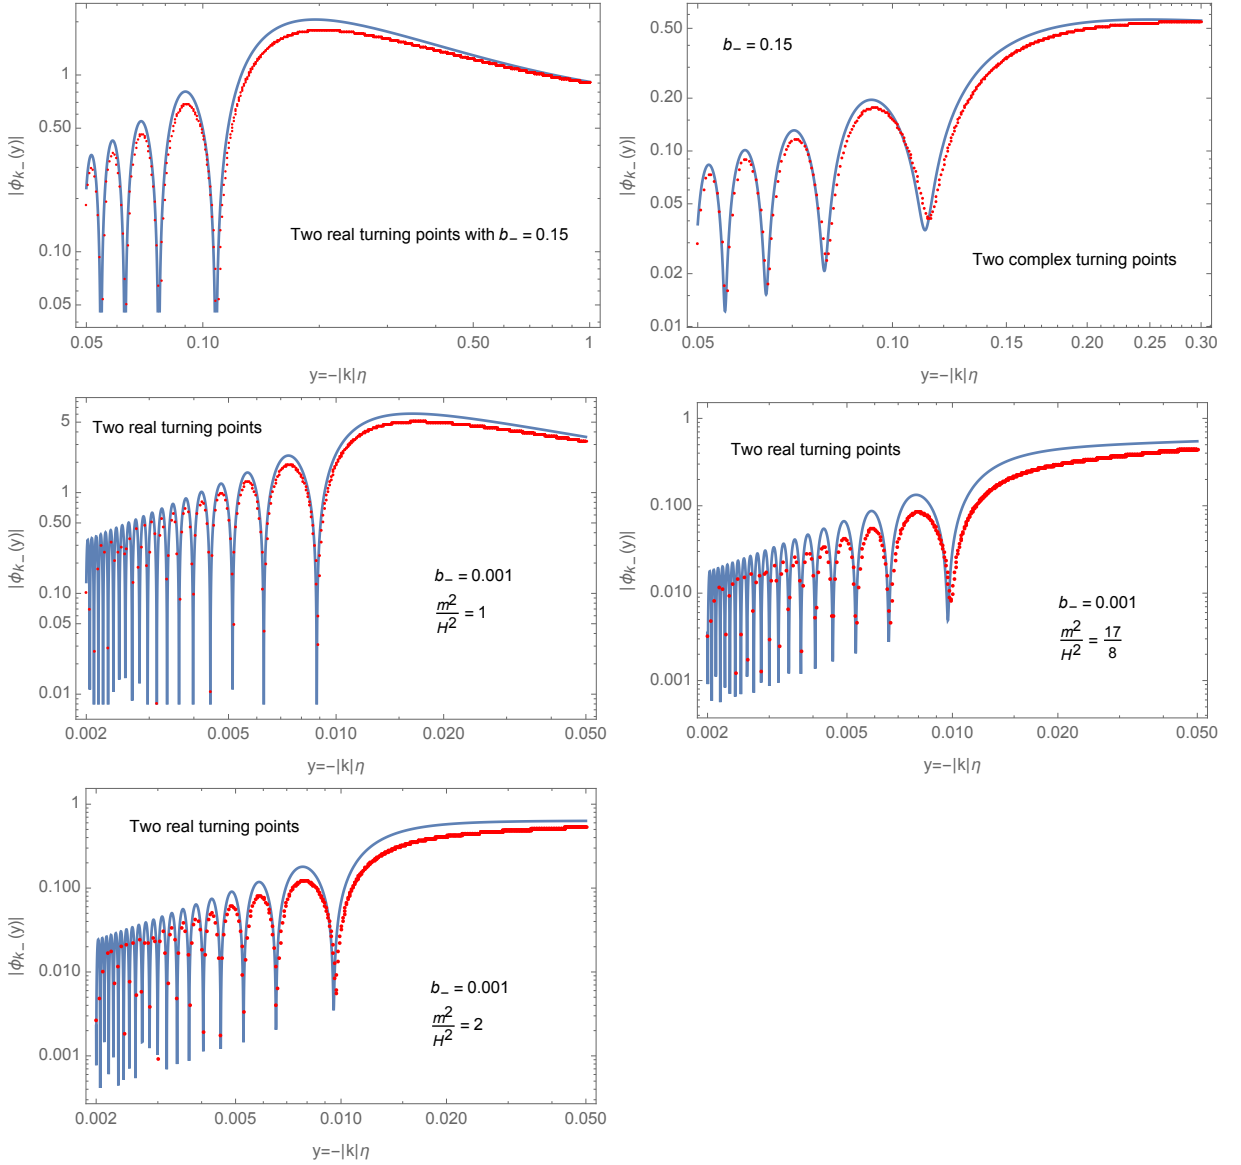 |ϕk_(y)|
1
0.50
0.10
0.05
Two real turning points with b₋ = 0.15
0.05 0.10 0.50 1
y=-|k|η
|ϕk_(y)|
0.50
0.20
0.10
0.05
0.02
0.01
b₋ = 0.15
Two complex turning points
0.05 0.10 0.15 0.20 0.25 0.30
y=-|k|η
|ϕk_(y)|
5
1
0.50
0.10
0.05
0.01
Two real turning points
b₋ = 0.001
m²/H² = 1
0.002 0.005 0.010 0.020 0.050
y=-|k|η
|ϕk_(y)|
1
0.100
0.010
0.001
Two real turning points
b₋ = 0.001
m²/H² = 17/8
0.002 0.005 0.010 0.020 0.050
y=-|k|η
|ϕk_(y)|
1
0.100
0.010
0.001
Two real turning points
b₋ = 0.001
m²/H² = 2
0.002 0.005 0.010 0.020 0.050
y=-|k|η